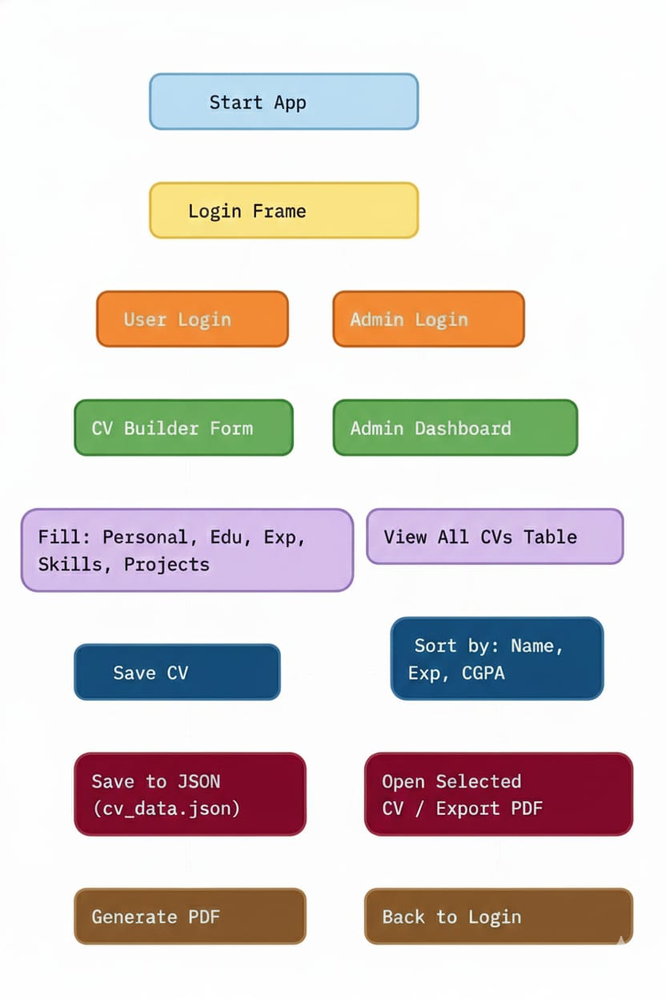 Start App
Login Frame
User Login
Admin Login
CV Builder Form
Admin Dashboard
Fill: Personal, Edu, Exp,
Skills, Projects
View All CVs Table
Save CV
Sort by: Name,
Exp, CGPA
Save to JSON
(cv_data.json)
Open Selected
CV / Export PDF
Generate PDF
Back to Login